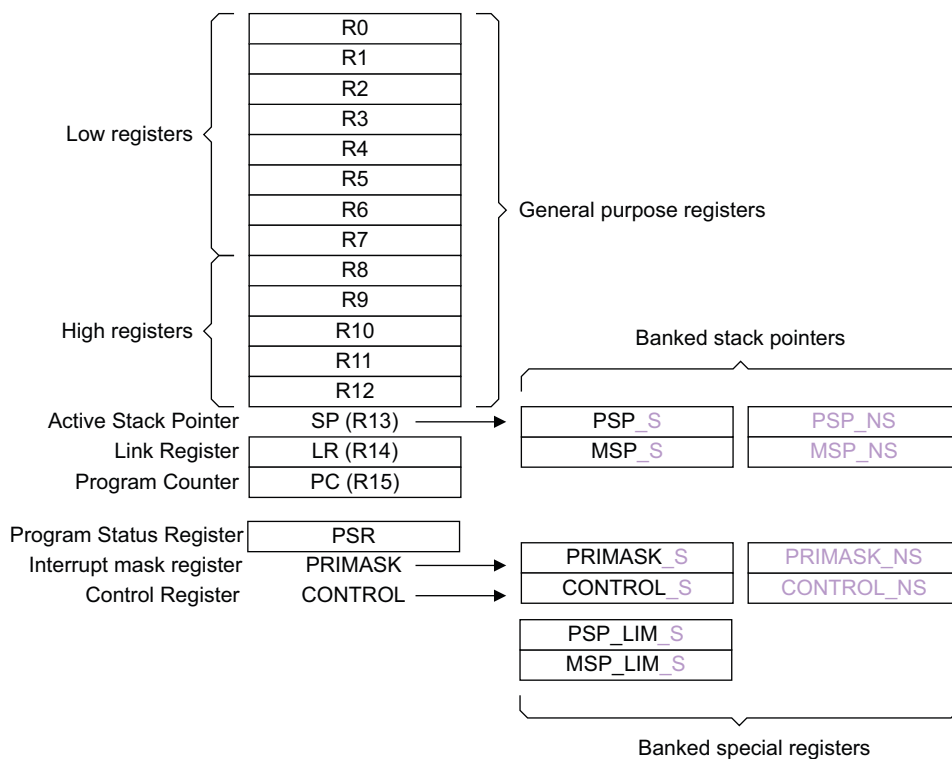 R0
R1
R2
R3
Low registers
R4
R5
R6
General purpose registers
R7
R8
R9
High registers
R10
Banked stack pointers
R11
R12
Active Stack Pointer SP (R13) PSP_S PSP_NS
Link Register LR (R14) MSP_S MSP_NS
Program Counter PC (R15)
Program Status Register PSR
Interrupt mask register PRIMASK PRIMASK_S PRIMASK_NS
Control Register CONTROL CONTROL_S CONTROL_NS
PSP_LIM_S
MSP_LIM_S
Banked special registers